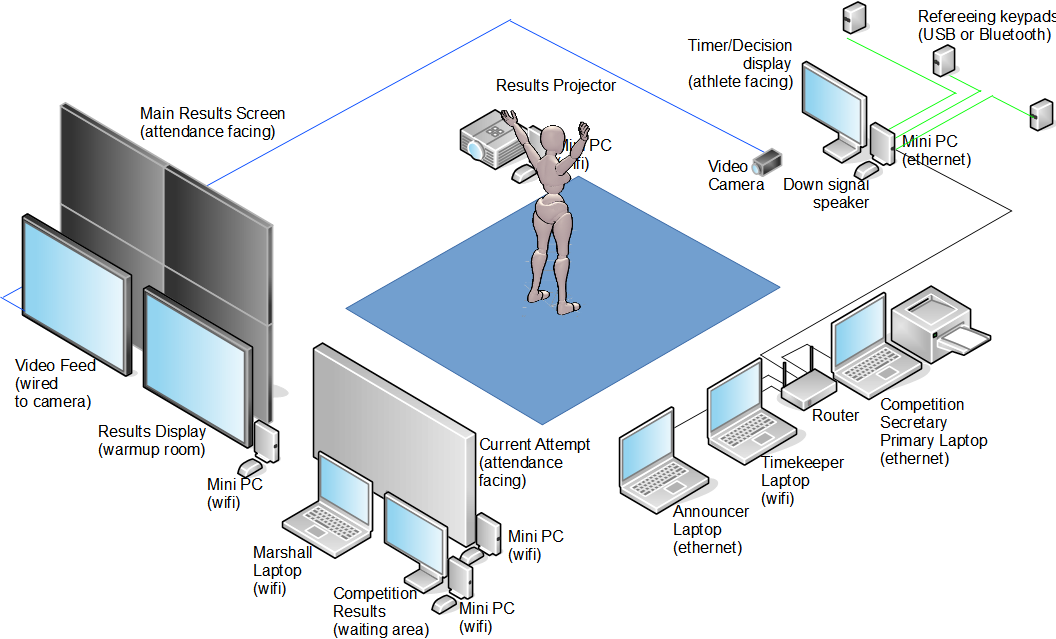 Refereeing keypads
(USB or Bluetooth)
Timer/Decision
display
(athlete facing)
Results Projector
Main Results Screen
(attendance facing)
Mini PC
(wifi)
Mini PC
(ethernet)
Video
Camera
Down signal
speaker
Video Feed
(wired
to camera)
Results Display
(warmup room)
Mini PC
(wifi)
Current Attempt
(attendance
facing)
Router
Competition
Secretary
Primary Laptop
(ethernet)
Timekeeper
Laptop
(wifi)
Announcer
Laptop
(ethernet)
Mini PC
(wifi)
Marshall
Laptop
(wifi)
Competition
Results
(waiting area)
Mini PC
(wifi)